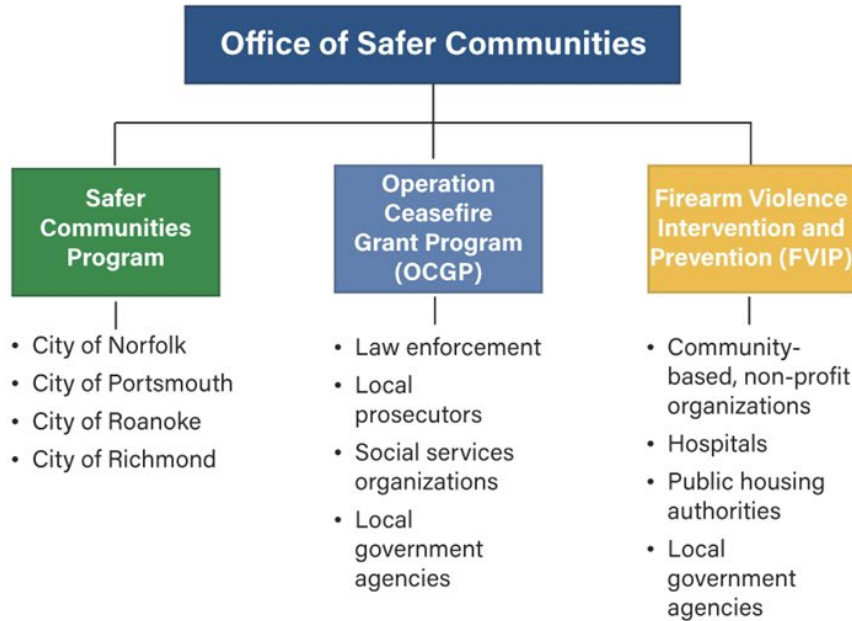 Office of Safer Communities
Safer
Communities
Program
• City of Norfolk
• City of Portsmouth
• City of Roanoke
• City of Richmond
Operation
Ceasefire
Grant Program
(OCGP)
• Law enforcement
• Local
prosecutors
• Social services
organizations
• Local
government
agencies
Firearm Violence
Intervention and
Prevention (FVIP)
• Community-
based, non-profit
organizations
• Hospitals
• Public housing
authorities
• Local
government
agencies